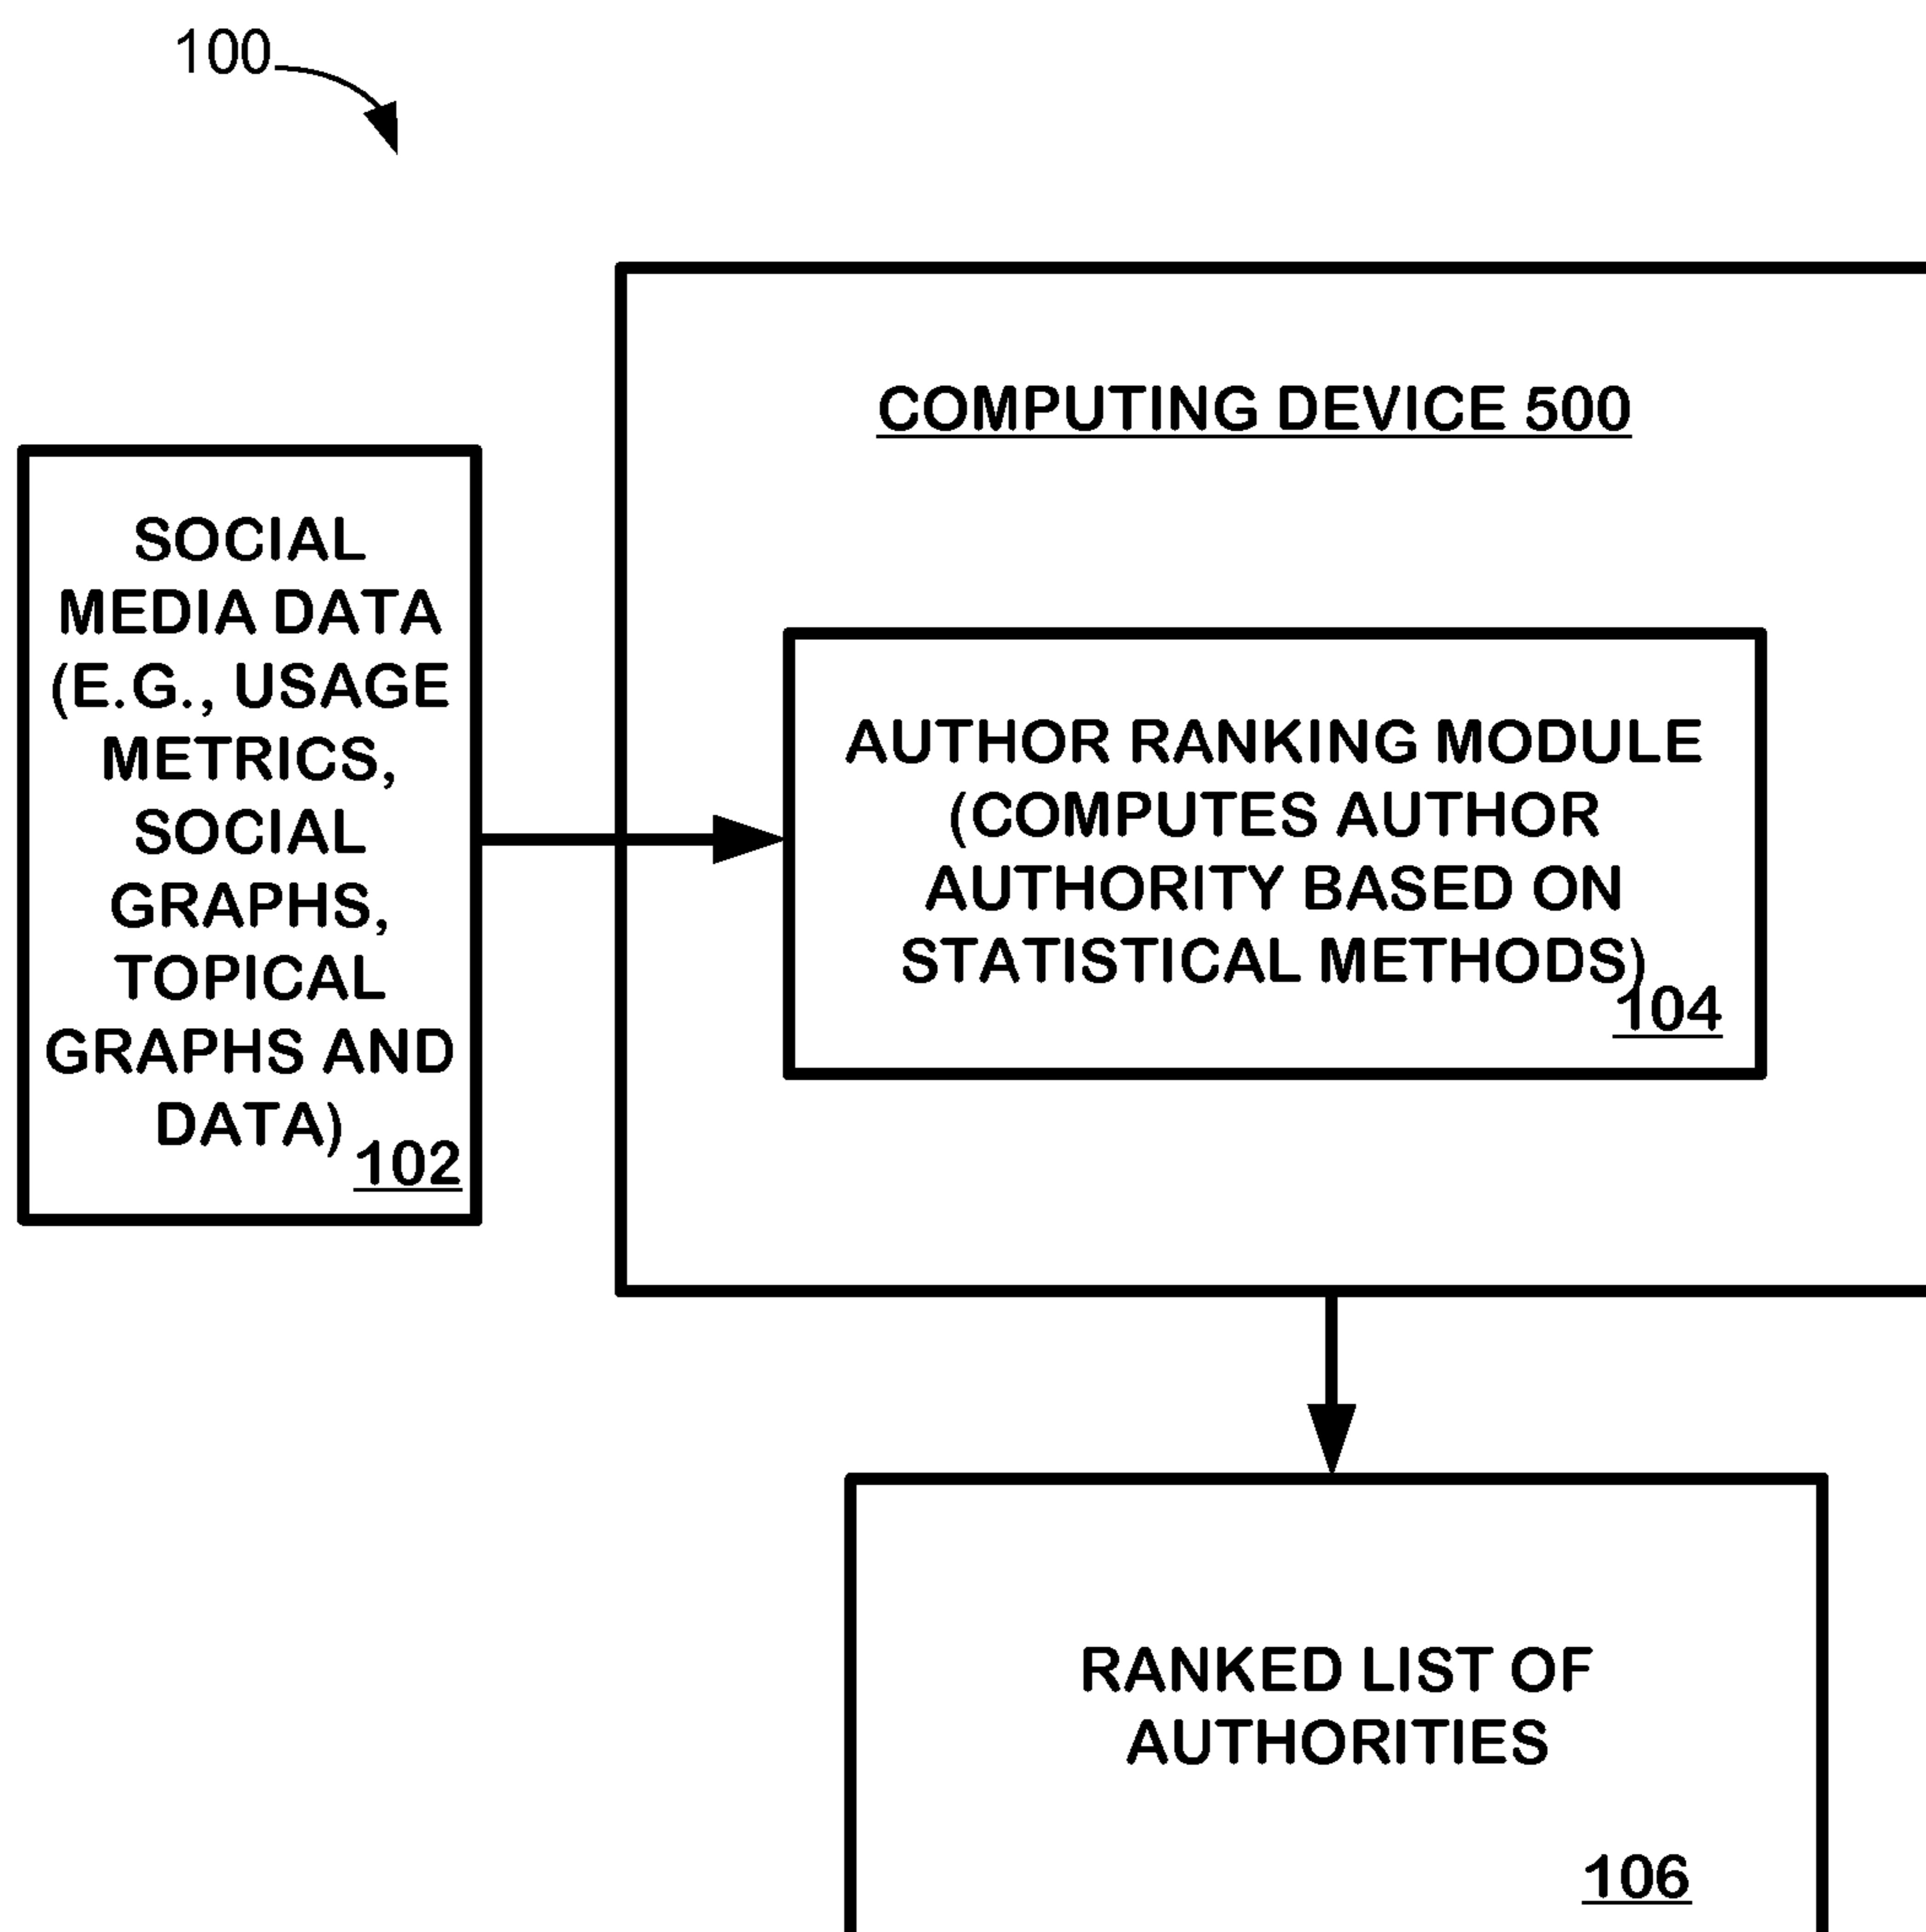 100
COMPUTING DEVICE 500
SOCIAL
MEDIA DATA
(E.G., USAGE
METRICS,
SOCIAL
GRAPHS,
TOPICAL
GRAPHS AND
DATA)
102
AUTHOR RANKING MODULE
(COMPUTES AUTHOR
AUTHORITY BASED ON
STATISTICAL METHODS)
104
RANKED LIST OF
AUTHORITIES
106